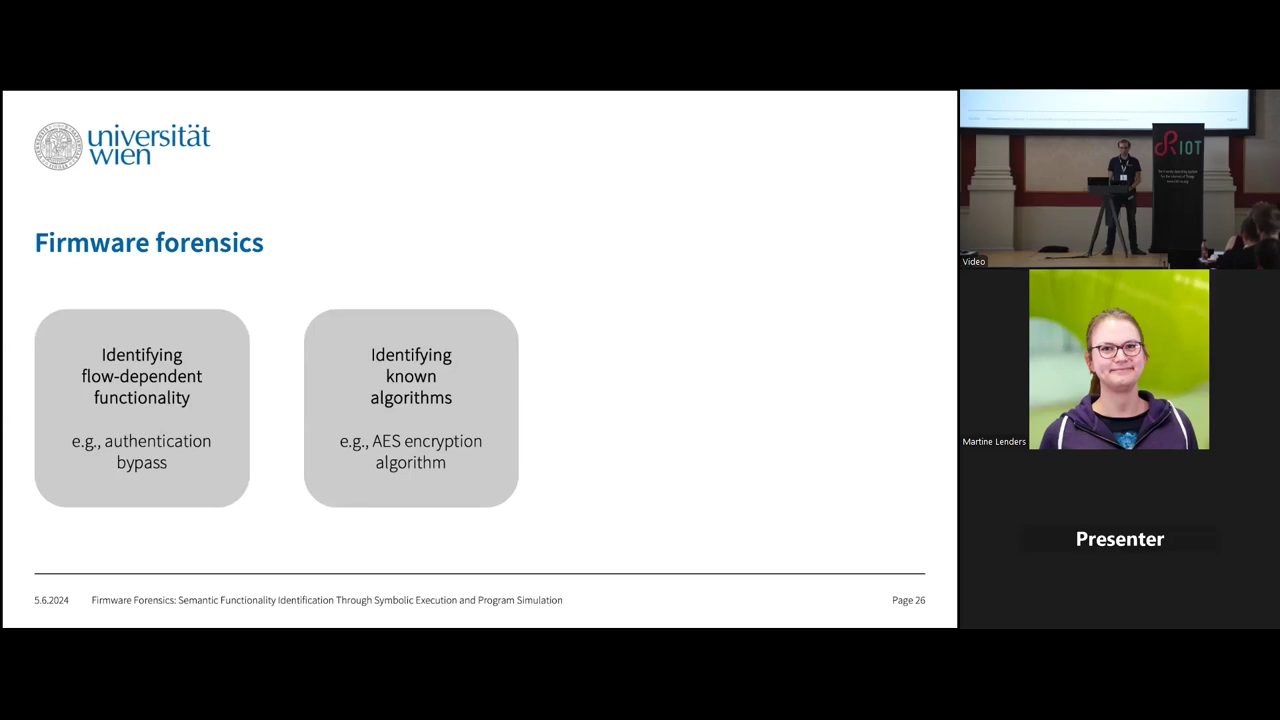 universität
wien
Firmware forensics
Identifying
flow-dependent
functionality
e.g., authentication
bypass
Identifying
known
algorithms
e.g., AES encryption
algorithm
5.6.2024
Firmware Forensics: Semantic Functionality Identification Through Symbolic Execution and Program Simulation
Page 26
RIOT
Video
Martine Lenders
Presenter